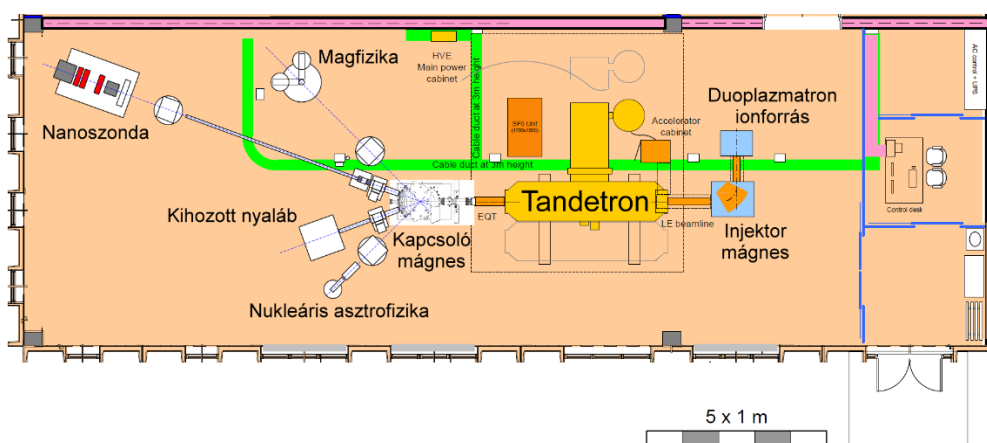 HVE
Main power
cabinet
Magfizika
Nanoszonda
Cable duct at 3m height
SF6 Unit
(1700x1000)
Accelerator
cabinet
Duoplazmatron
ionforrás
AC control + UPS
Cable duct at 3m height
Control desk
Kihozott nyaláb
EQT
Tandetron
LE beamline
Kapcsoló
mágnes
Injektor
mágnes
Nukleáris asztrofizika
5 x 1 m